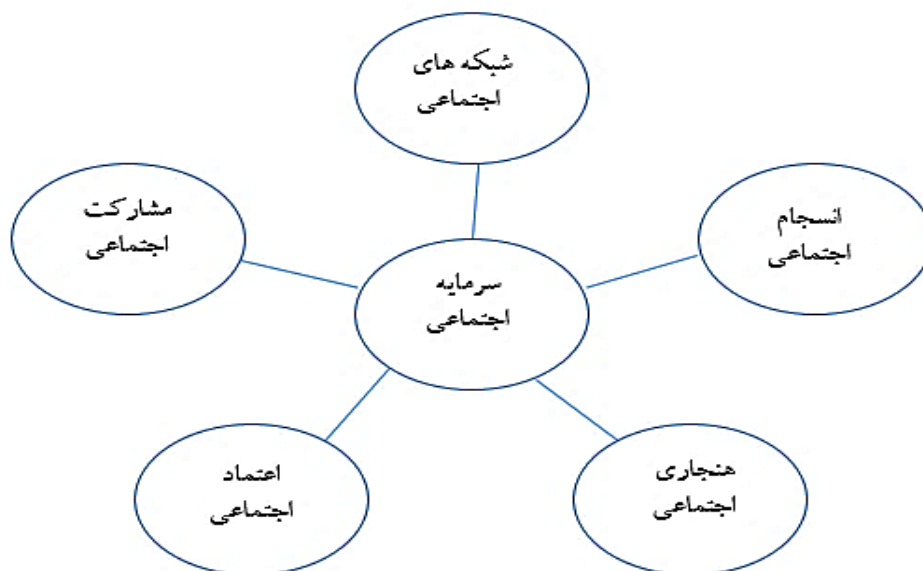 شبکه های
اجتماعی
انسجام
اجتماعی
مشارکت
اجتماعی
سرمایه
اجتماعی
هنجاری
اجتماعی
اعتماد
اجتماعی